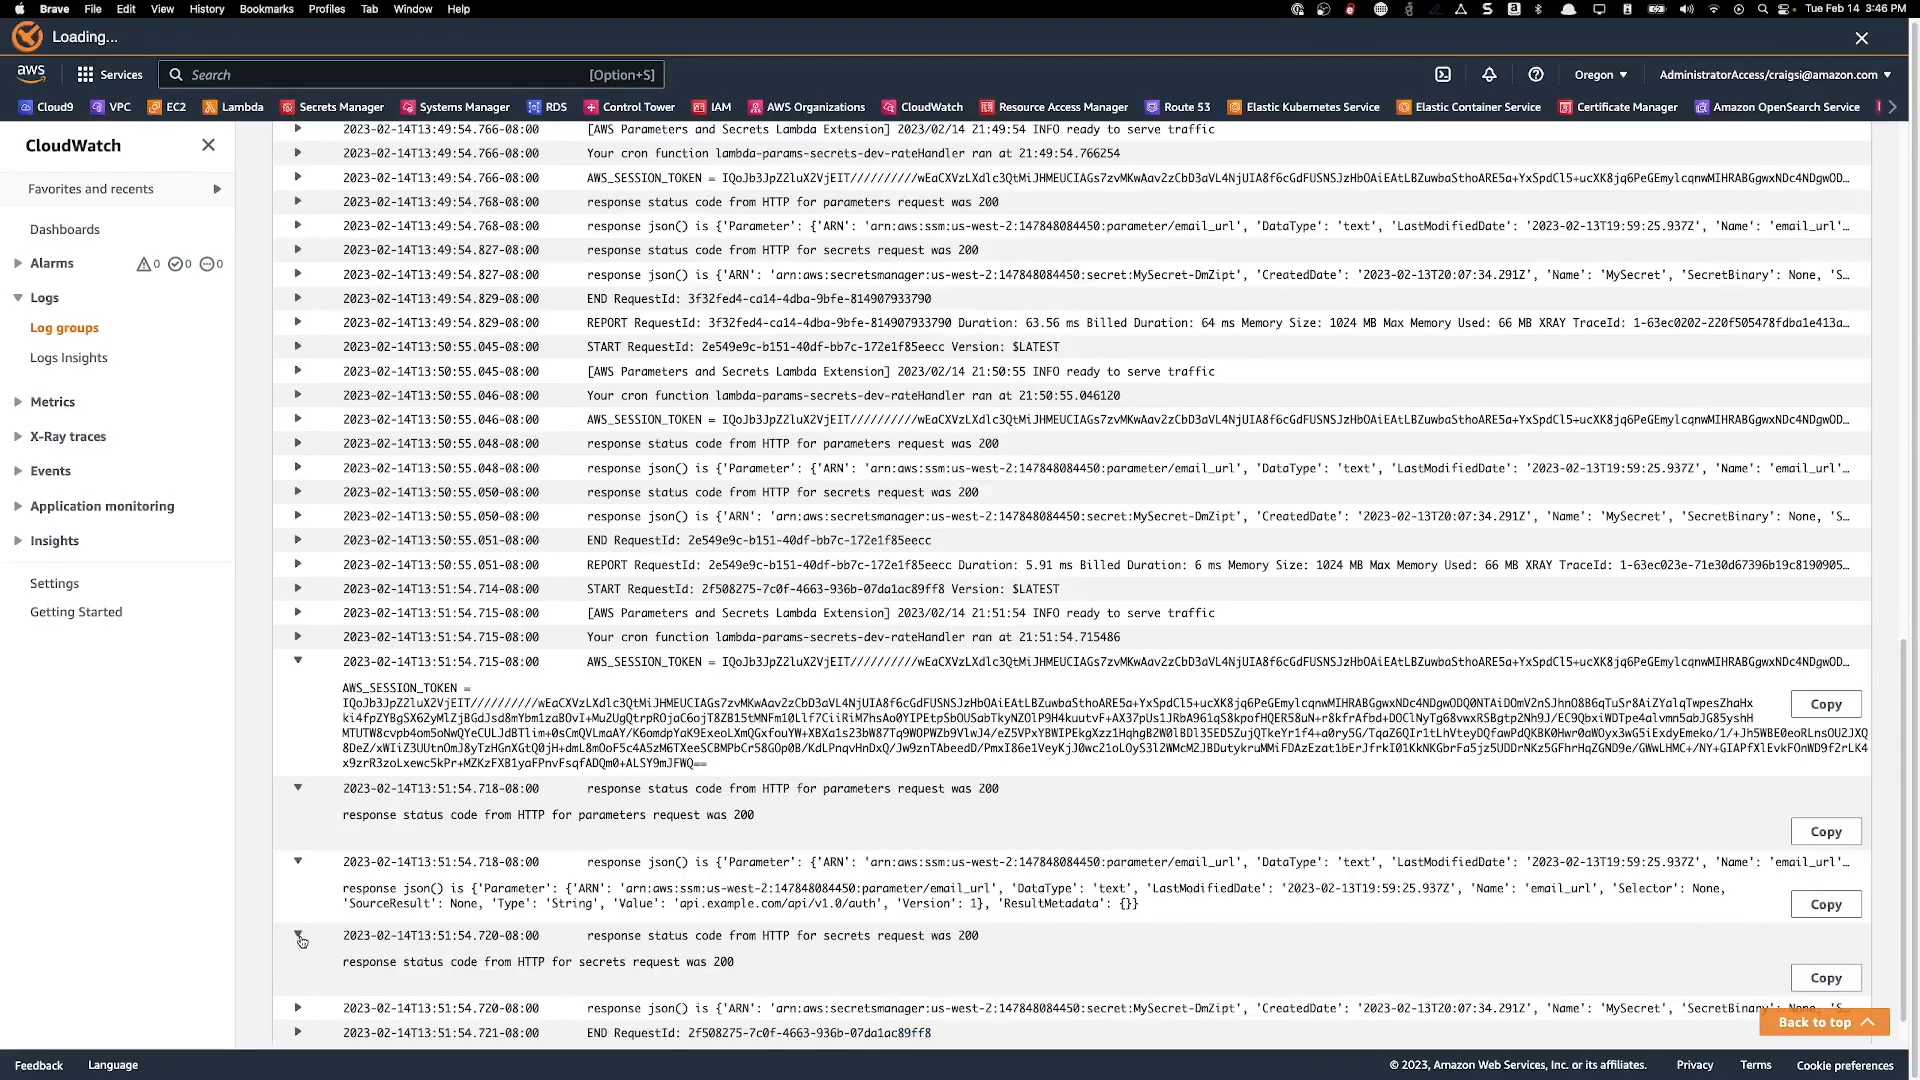 Brave File Edit View History Bookmarks Profiles Tab Window Help Tue Feb 14 3:46 PM
Loading...
aws Services Search [Option+S] Oregon AdministratorAccess/craigsi@amazon.com
Cloud9 VPC EC2 Lambda Secrets Manager Systems Manager RDS Control Tower IAM AWS Organizations CloudWatch Resource Access Manager Route 53 Elastic Kubernetes Service Elastic Container Service Certificate Manager Amazon OpenSearch Service
CloudWatch
Favorites and recents
Dashboards
Alarms 0 0 0
Logs
Log groups
Logs Insights
Metrics
X-Ray traces
Events
Application monitoring
Insights
Settings
Getting Started
2023-02-14T13:49:54.766-08:00 [AWS Parameters and Secrets Lambda Extension] 2023/02/14 21:49:54 INFO ready to serve traffic
2023-02-14T13:49:54.766-08:00 Your cron function lambda-params-secrets-dev-rateHandler ran at 21:49:54.766254
2023-02-14T13:49:54.766-08:00 AWS_SESSION_TOKEN =
2023-02-14T13:49:54.768-08:00 response status code from HTTP for parameters request was 200
2023-02-14T13:49:54.768-08:00 response json() is {'Parameter': {'ARN': 'arn:aws:ssm:us-west-2:147848084450:parameter/email_url', 'DataType': 'text', 'LastModifiedDate': '2023-02-13T19:59:25.937Z', 'Name': 'email_url'…
2023-02-14T13:49:54.827-08:00 response status code from HTTP for secrets request was 200
2023-02-14T13:49:54.827-08:00 response json() is {'ARN': 'arn:aws:secretsmanager:us-west-2:147848084450:secret:MySecret-DmZipt', 'CreatedDate': '2023-02-13T20:07:34.291Z', 'Name': 'MySecret', 'SecretBinary': None, 'S…
2023-02-14T13:49:54.829-08:00 END RequestId: 3f32fed4-ca14-4dba-9bfe-814907933790
2023-02-14T13:49:54.829-08:00 REPORT RequestId: 3f32fed4-ca14-4dba-9bfe-814907933790 Duration: 63.56 ms Billed Duration: 64 ms Memory Size: 1024 MB Max Memory Used: 66 MB XRAY TraceId: 1-63ec0202-220f505478fdba1e413a…
2023-02-14T13:50:55.045-08:00 START RequestId: 2e549e9c-b151-40df-bb7c-172e1f85eecc Version: $LATEST
2023-02-14T13:50:55.045-08:00 [AWS Parameters and Secrets Lambda Extension] 2023/02/14 21:50:55 INFO ready to serve traffic
2023-02-14T13:50:55.046-08:00 Your cron function lambda-params-secrets-dev-rateHandler ran at 21:50:55.046120
2023-02-14T13:50:55.046-08:00 AWS_SESSION_TOKEN =
2023-02-14T13:50:55.048-08:00 response status code from HTTP for parameters request was 200
2023-02-14T13:50:55.048-08:00 response json() is {'Parameter': {'ARN': 'arn:aws:ssm:us-west-2:147848084450:parameter/email_url', 'DataType': 'text', 'LastModifiedDate': '2023-02-13T19:59:25.937Z', 'Name': 'email_url'…
2023-02-14T13:50:55.050-08:00 response status code from HTTP for secrets request was 200
2023-02-14T13:50:55.050-08:00 response json() is {'ARN': 'arn:aws:secretsmanager:us-west-2:147848084450:secret:MySecret-DmZipt', 'CreatedDate': '2023-02-13T20:07:34.291Z', 'Name': 'MySecret', 'SecretBinary': None, 'S…
2023-02-14T13:50:55.051-08:00 END RequestId: 2e549e9c-b151-40df-bb7c-172e1f85eecc
2023-02-14T13:50:55.051-08:00 REPORT RequestId: 2e549e9c-b151-40df-bb7c-172e1f85eecc Duration: 5.91 ms Billed Duration: 6 ms Memory Size: 1024 MB Max Memory Used: 66 MB XRAY TraceId: 1-63ec023e-71e30d67396b19c8190905…
2023-02-14T13:51:54.714-08:00 START RequestId: 2f508275-7c0f-4663-936b-07da1ac89ff8 Version: $LATEST
2023-02-14T13:51:54.715-08:00 [AWS Parameters and Secrets Lambda Extension] 2023/02/14 21:51:54 INFO ready to serve traffic
2023-02-14T13:51:54.715-08:00 Your cron function lambda-params-secrets-dev-rateHandler ran at 21:51:54.715486
2023-02-14T13:51:54.715-08:00 AWS_SESSION_TOKEN =
AWS_SESSION_TOKEN =
Copy
2023-02-14T13:51:54.718-08:00 response status code from HTTP for parameters request was 200
response status code from HTTP for parameters request was 200
Copy
2023-02-14T13:51:54.718-08:00 response json() is {'Parameter': {'ARN': 'arn:aws:ssm:us-west-2:147848084450:parameter/email_url', 'DataType': 'text', 'LastModifiedDate': '2023-02-13T19:59:25.937Z', 'Name': 'email_url'…
response json() is {'Parameter': {'ARN': 'arn:aws:ssm:us-west-2:147848084450:parameter/email_url', 'DataType': 'text', 'LastModifiedDate': '2023-02-13T19:59:25.937Z', 'Name': 'email_url', 'Selector': None,
'SourceResult': None, 'Type': 'String', 'Value': 'api.example.com/api/v1.0/auth', 'Version': 1}, 'ResultMetadata': {}}
Copy
2023-02-14T13:51:54.720-08:00 response status code from HTTP for secrets request was 200
response status code from HTTP for secrets request was 200
Copy
2023-02-14T13:51:54.720-08:00 response json() is {'ARN': 'arn:aws:secretsmanager:us-west-2:147848084450:secret:MySecret-DmZipt', 'CreatedDate': '2023-02-13T20:07:34.291Z', 'Name': 'MySecret', 'SecretBinary': None, 'S…
2023-02-14T13:51:54.721-08:00 END RequestId: 2f508275-7c0f-4663-936b-07da1ac89ff8
Back to top
Feedback Language © 2023, Amazon Web Services, Inc. or its affiliates. Privacy Terms Cookie preferences